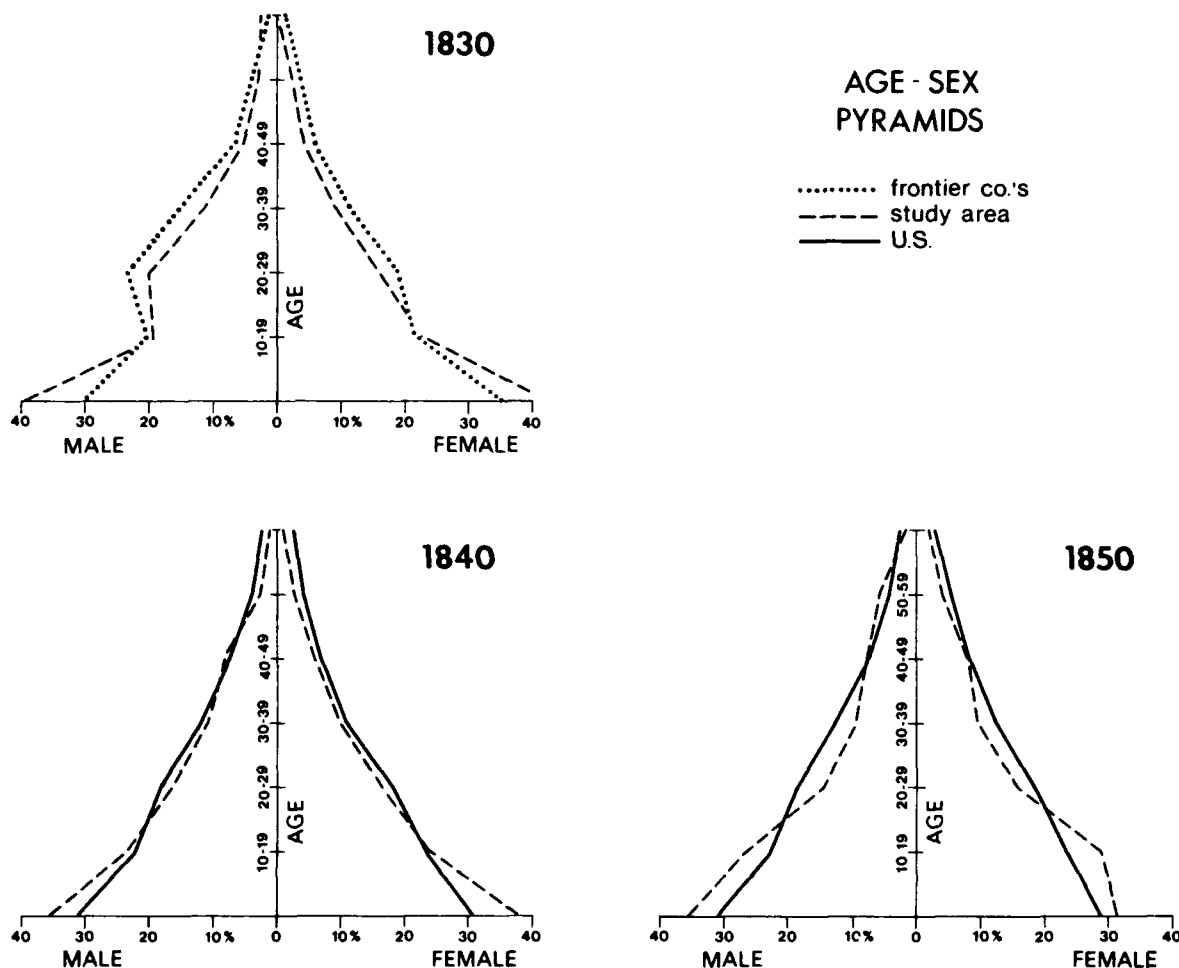 1830
AGE - SEX
PYRAMIDS
frontier co.'s
study area
U.S.
40-49
30-39
20-29
10-19
AGE
40 30 20 10% 0 10% 20 30 40
MALE FEMALE
1840
40-49
30-39
20-29
10-19
AGE
40 30 20 10% 0 10% 20 30 40
MALE FEMALE
1850
50-59
40-49
30-39
20-29
10-19
AGE
40 30 20 10% 0 10% 20 30 40
MALE FEMALE